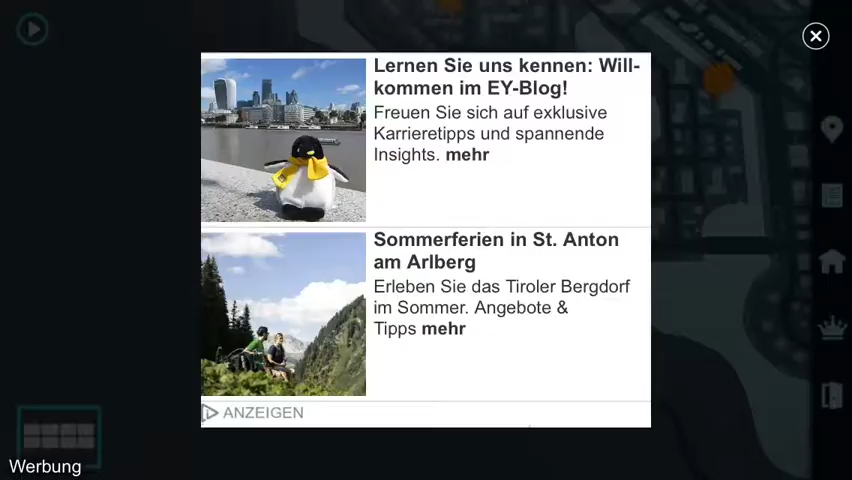 Lernen Sie uns kennen: Will-
kommen im EY-Blog!
Freuen Sie sich auf exklusive
Karrieretipps und spannende
Insights. mehr
Sommerferien in St. Anton
am Arlberg
Erleben Sie das Tiroler Bergdorf
im Sommer. Angebote &
Tipps mehr
ANZEIGEN
Werbung